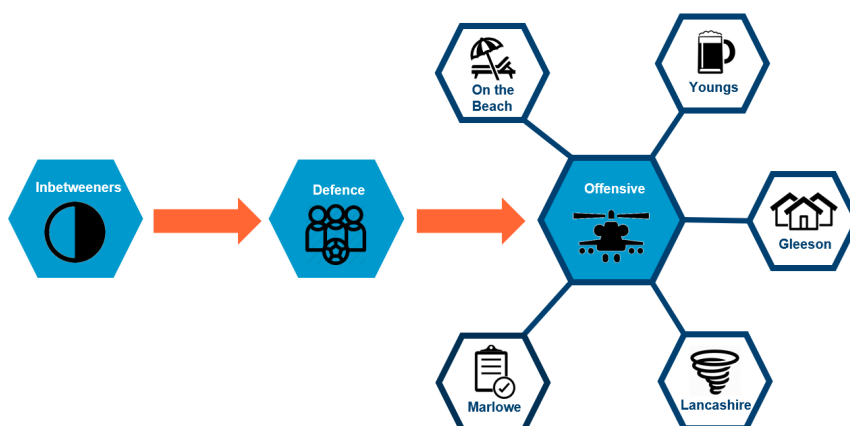 On the
Beach
Youngs
Inbetweeners
Defence
Offensive
Gleeson
Marlowe
Lancashire